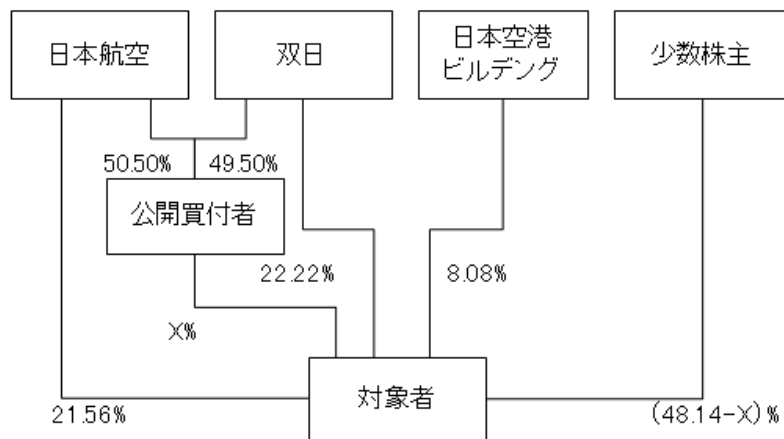 日本航空
双日
日本空港
ビルデング
少数株主
50.50%
49.50%
公開買付者
22.22%
8.08%
X%
対象者
21.56%
(48.14-X)%